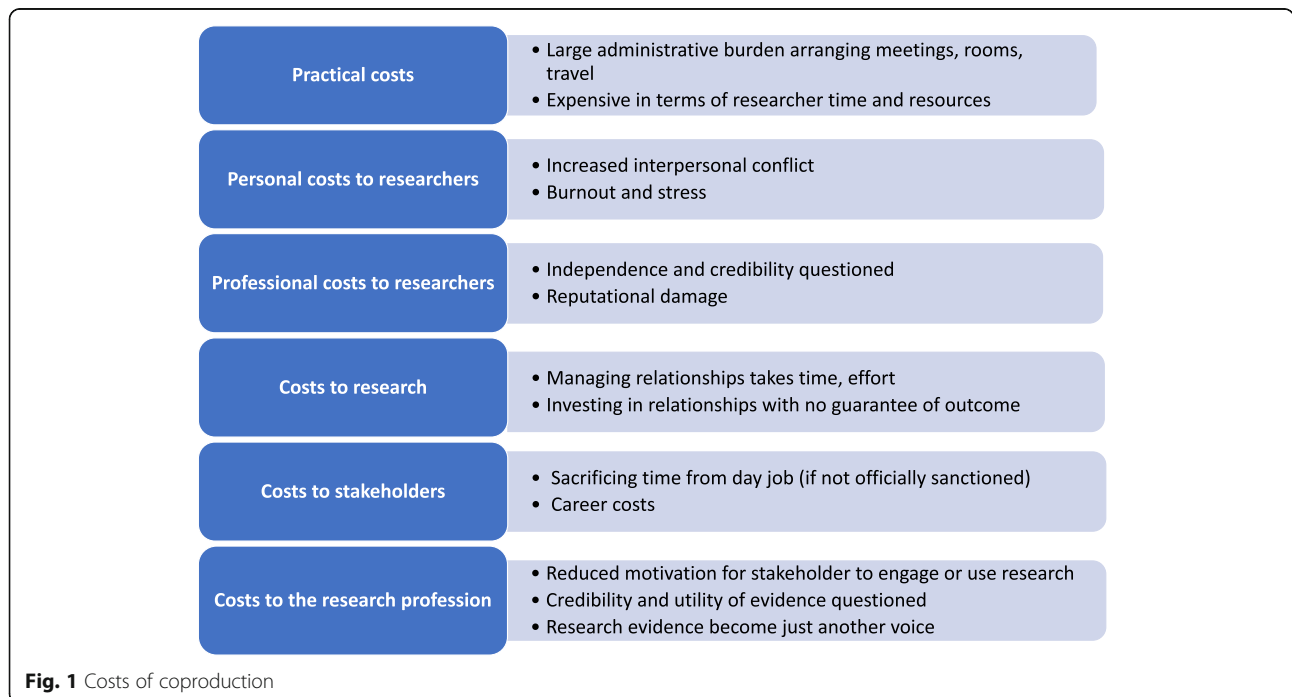 Practical costs
• Large administrative burden arranging meetings, rooms,
travel
• Expensive in terms of researcher time and resources
Personal costs to researchers
• Increased interpersonal conflict
• Burnout and stress
Professional costs to researchers
• Independence and credibility questioned
• Reputational damage
Costs to research
• Managing relationships takes time, effort
• Investing in relationships with no guarantee of outcome
Costs to stakeholders
• Sacrificing time from day job (if not officially sanctioned)
• Career costs
Costs to the research profession
• Reduced motivation for stakeholder to engage or use research
• Credibility and utility of evidence questioned
• Research evidence become just another voice
Fig. 1 Costs of coproduction